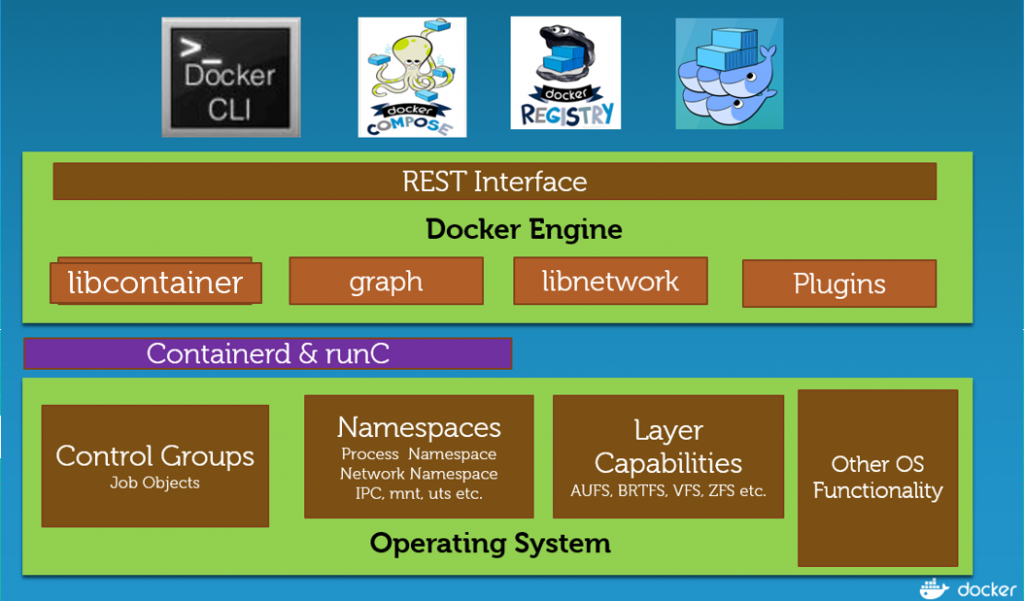 >_
Docker
CLI
docker
COMPOSE
docker
REGISTRY
REST Interface
Docker Engine
libcontainer
graph
libnetwork
Plugins
Containerd & runC
Control Groups
Job Objects
Namespaces
Process Namespace
Network Namespace
IPC, mnt, uts etc.
Layer
Capabilities
AUFS, BRTFS, VFS, ZFS etc.
Other OS
Functionality
Operating System
docker